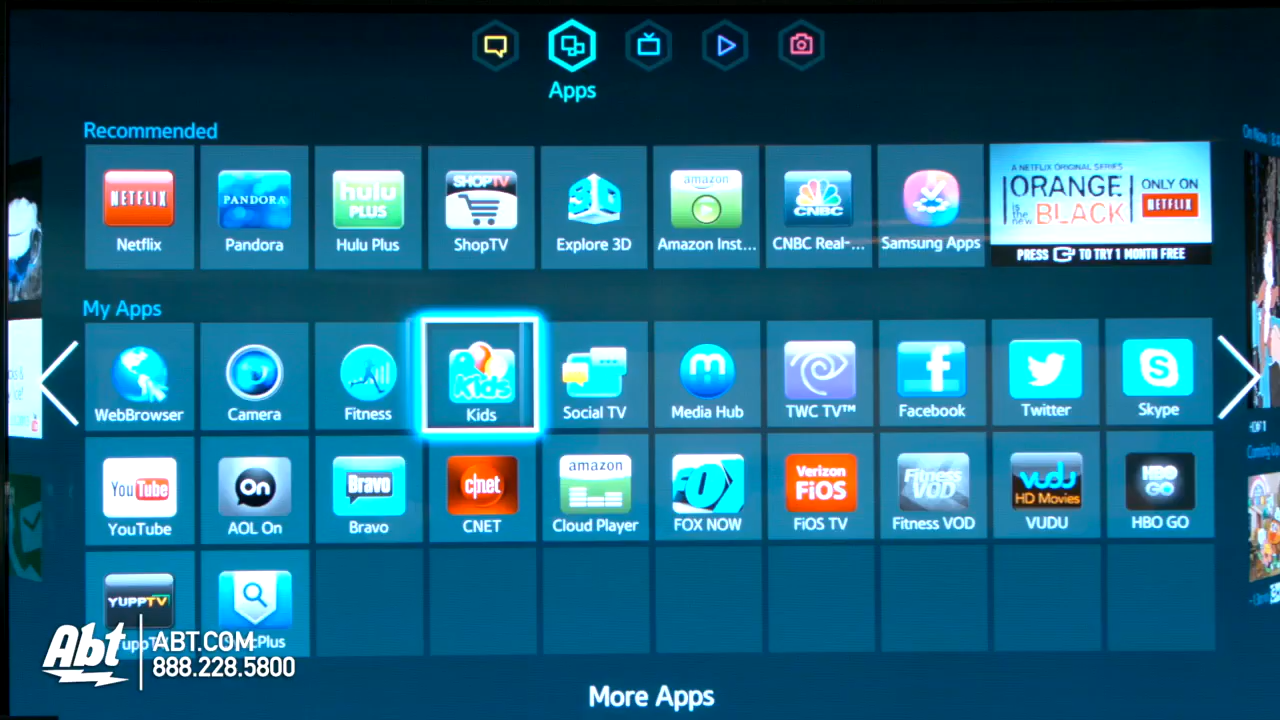 Apps
Recommended
NETFLIX
PANDORA
hulu PLUS
SHOPTV
3D
amazon
CNBC
Netflix
Pandora
Hulu Plus
ShopTV
Explore 3D
Amazon Inst...
CNBC Real-...
Samsung Apps
A NETFLIX ORIGINAL SERIES
ORANGE is the new BLACK
ONLY ON NETFLIX
PRESS TO TRY 1 MONTH FREE
My Apps
Kids
m
f
S
WebBrowser
Camera
Fitness
Kids
Social TV
Media Hub
TWC TV™
Facebook
Twitter
Skype
YouTube
On
Bravo
c|net
amazon
FOX
Verizon FiOS
Fitness VOD
VUDU HD Movies
HBO GO
YouTube
AOL On
Bravo
CNET
Cloud Player
FOX NOW
FiOS TV
Fitness VOD
VUDU
HBO GO
YUPPTV
Abt
ABT.COM
888.228.5800
More Apps